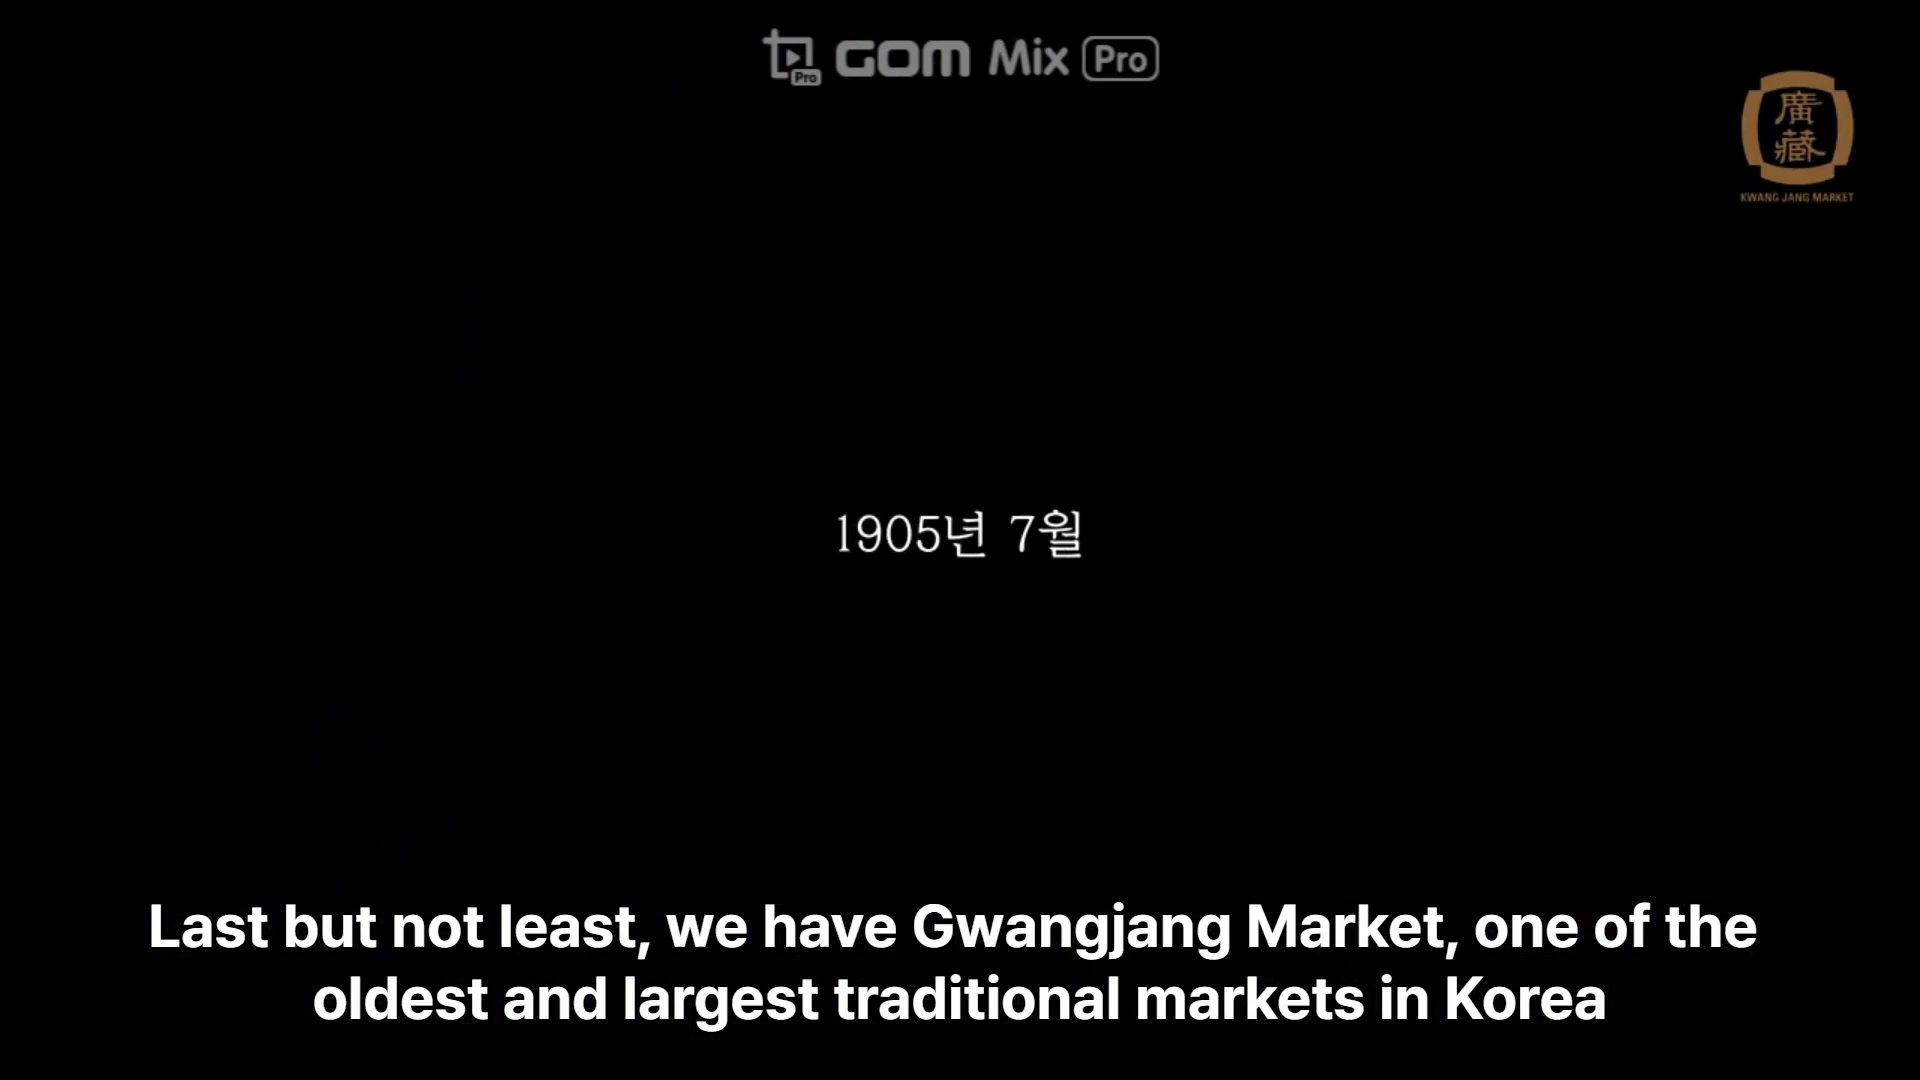 Pro GOM Mix Pro
廣
藏
KWANG JANG MARKET
1905년 7월
Last but not least, we have Gwangjang Market, one of the
oldest and largest traditional markets in Korea